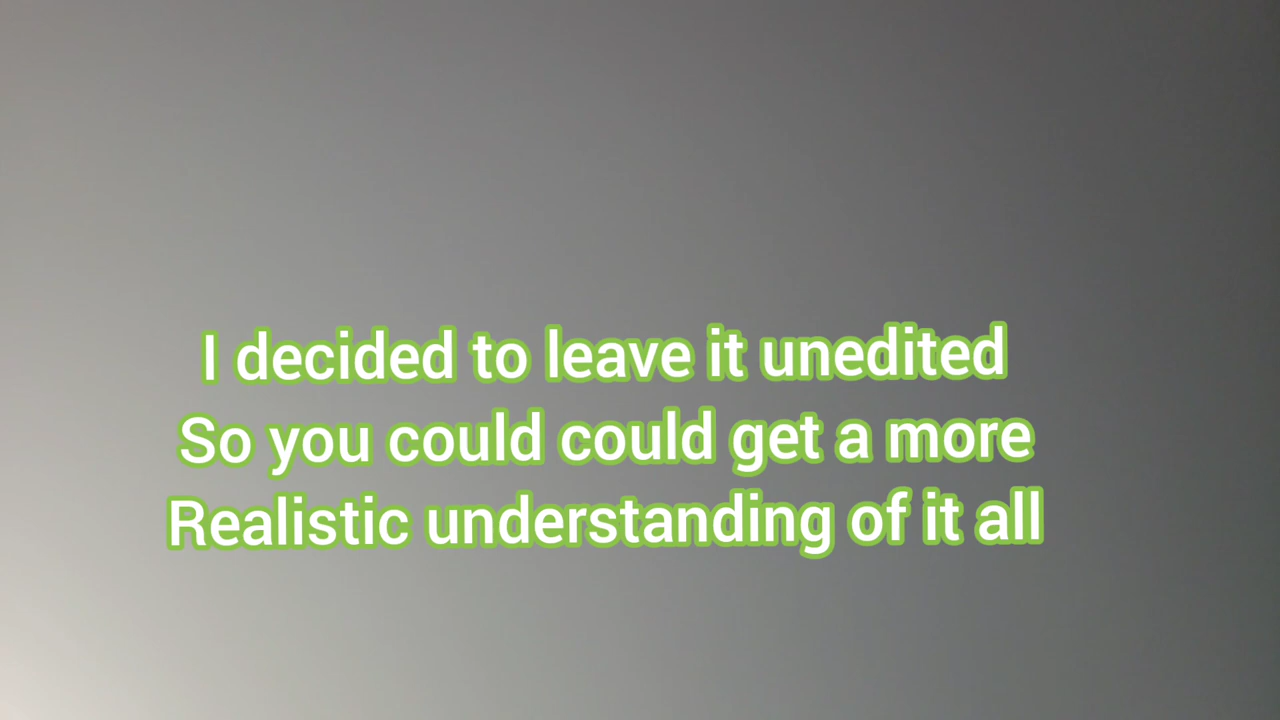 I decided to leave it unedited
So you could could get a more
Realistic understanding of it all